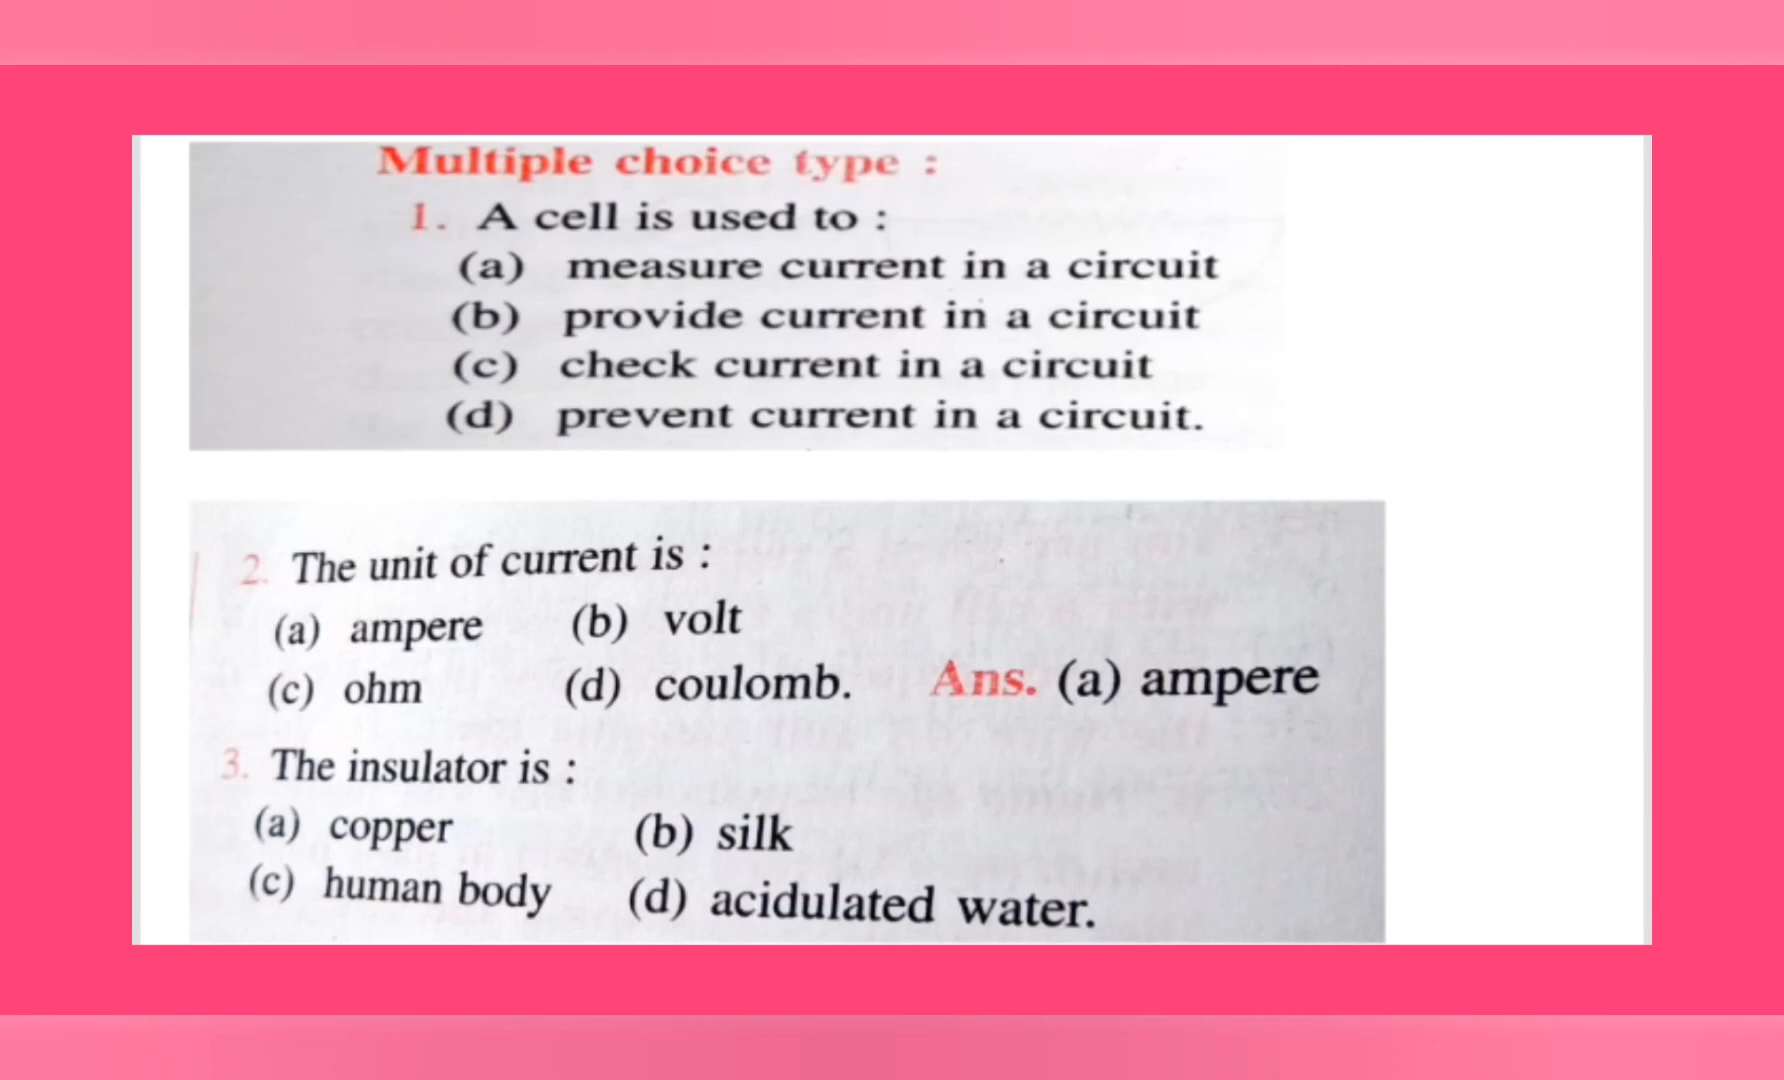 Multiple choice type :
1. A cell is used to :
(a) measure current in a circuit
(b) provide current in a circuit
(c) check current in a circuit
(d) prevent current in a circuit.
2. The unit of current is :
(a) ampere (b) volt
(c) ohm (d) coulomb. Ans. (a) ampere
3. The insulator is :
(a) copper (b) silk
(c) human body (d) acidulated water.